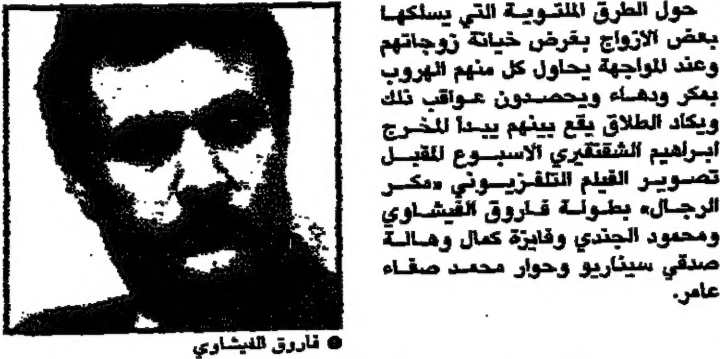 حول الطرق الملتوية التي يسلكها
بعض الازواج بغرض خيانة زوجاتهم
وعند المواجهة يحاول كل منهم الهروب
بمكر ودهاء ويحصدون عواقب ذلك
ويكاد الطلاق يقع بينهم يبدأ المخرج
ابراهيم الشقنقيري الاسبوع المقبل
تصوير الفيلم التلفزيوني «مكر
الرجال» بطولة فاروق الفيشاوي
ومحمود الجندي وفايزة كمال وهالة
صدقي سيناريو وحوار محمد صفاء
عامر.
● فاروق الفيشاوي